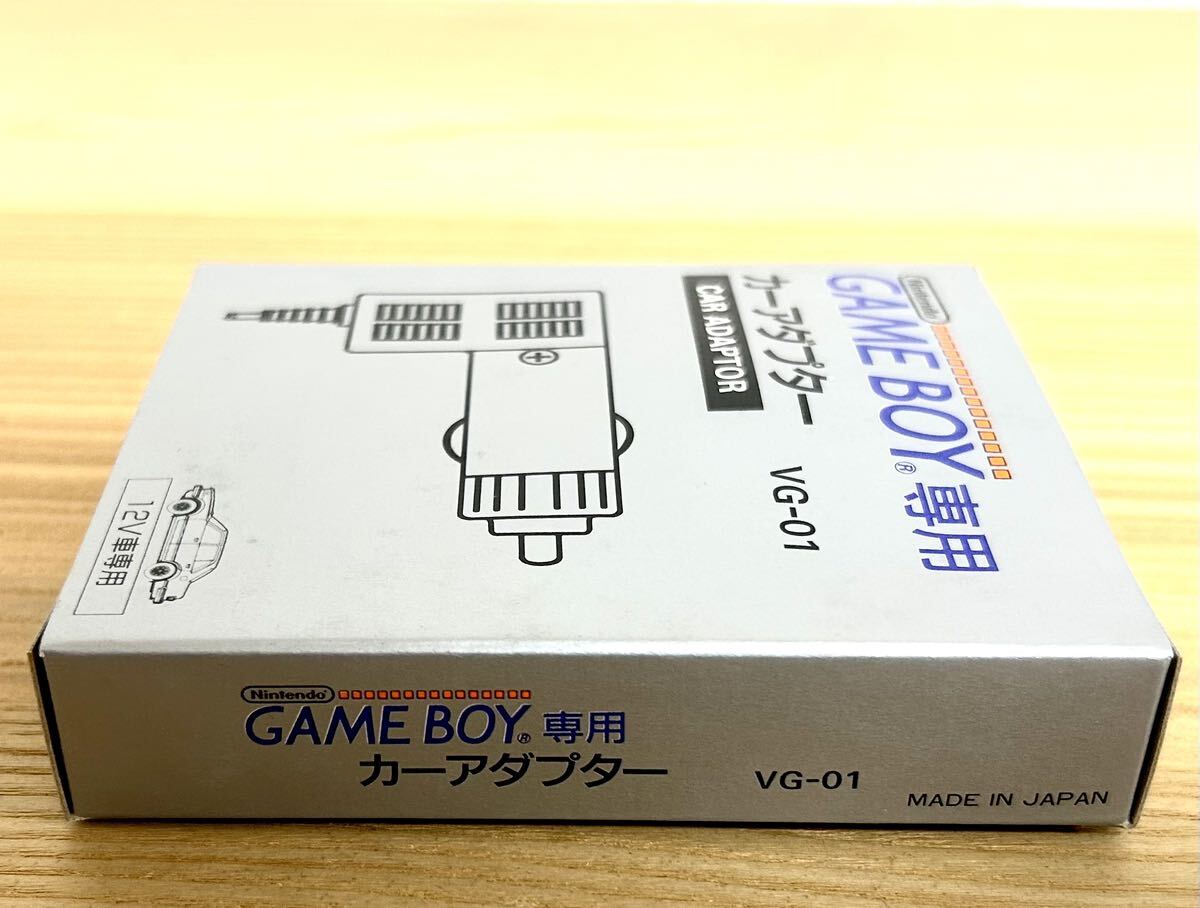 Nintendo
GAME BOY® 専用
カーアダプター VG-01
CAR ADAPTOR
12V車専用
Nintendo
GAME BOY® 専用
カーアダプター VG-01
MADE IN JAPAN